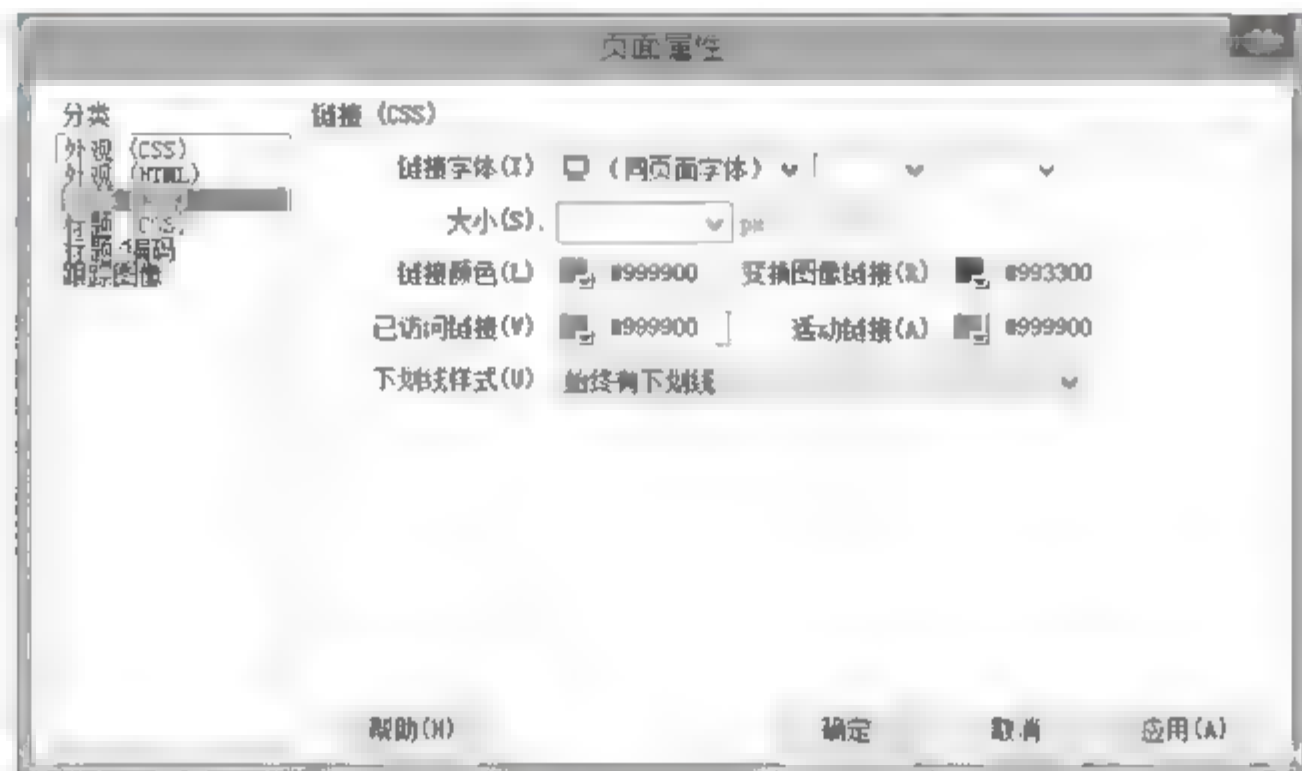 页面属性
分类
链接 (CSS)
外观 (CSS)
外观 (HTML)
标题 (CSS)
标题/编码
跟踪图像
链接字体(I) (同页面字体)
大小(S): px
链接颜色(L) #999900 变换图像链接(R) #993300
已访问链接(V) #999900 活动链接(A) #999900
下划线样式(U) 始终有下划线
帮助(H) 确定 取消 应用(A)